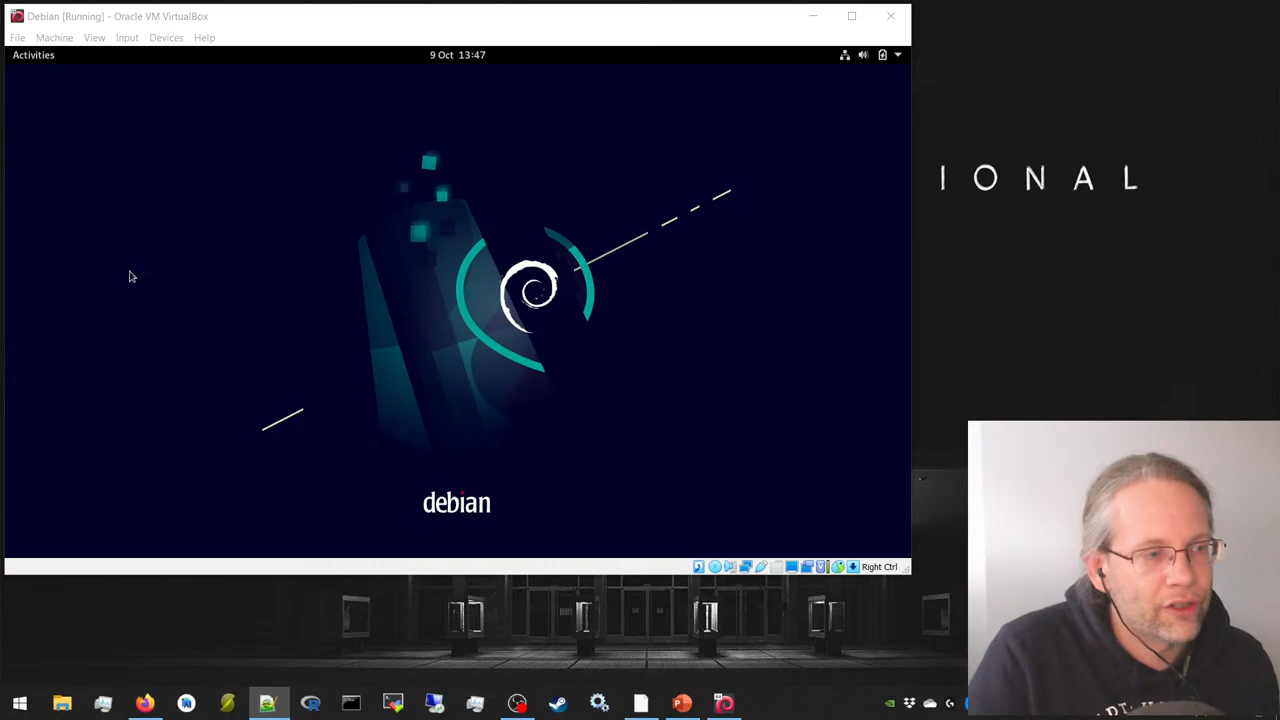 Debian [Running] - Oracle VM VirtualBox
File Machine View Input Devices Help
Activities 9 Oct 13:47
I O N A L
debian
Right Ctrl